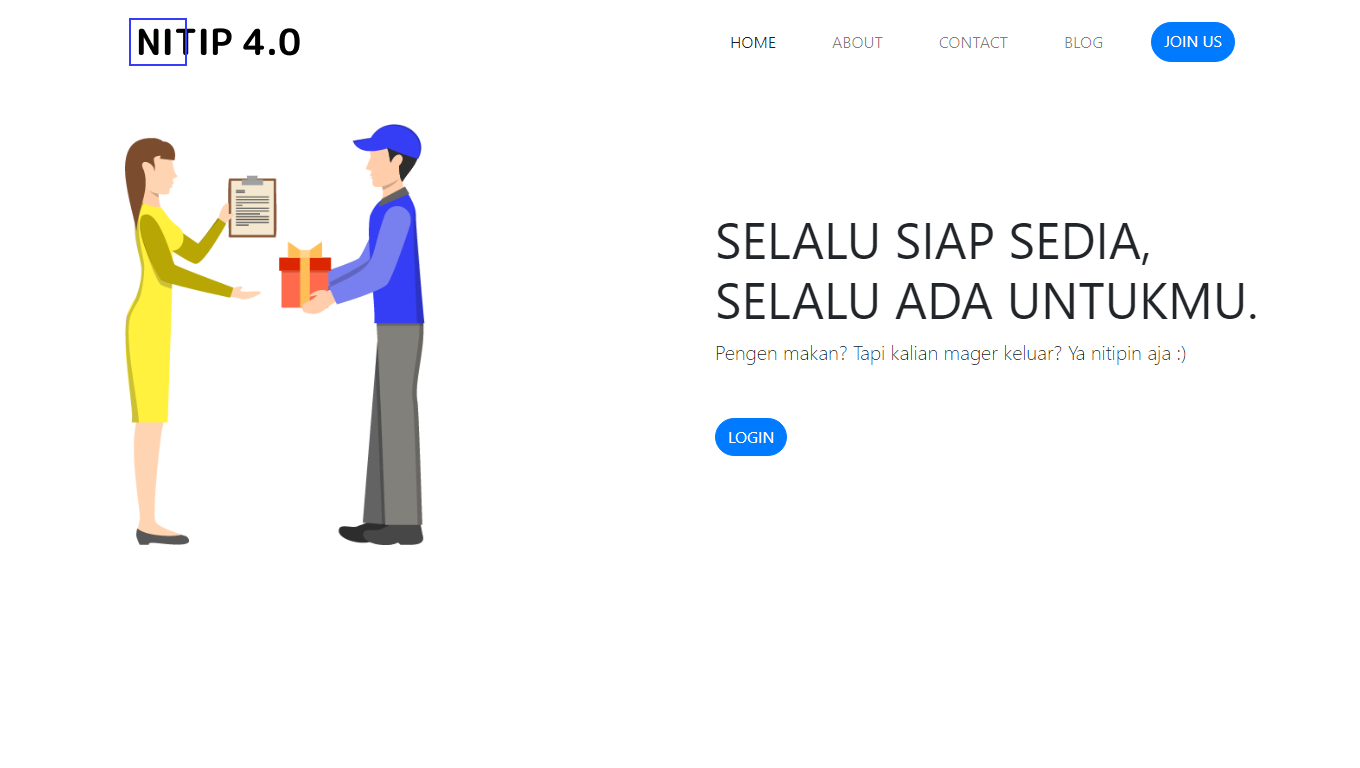 NITIP 4.0
HOME ABOUT CONTACT BLOG JOIN US
SELALU SIAP SEDIA,
SELALU ADA UNTUKMU.
Pengen makan? Tapi kalian mager keluar? Ya nitipin aja :)
LOGIN